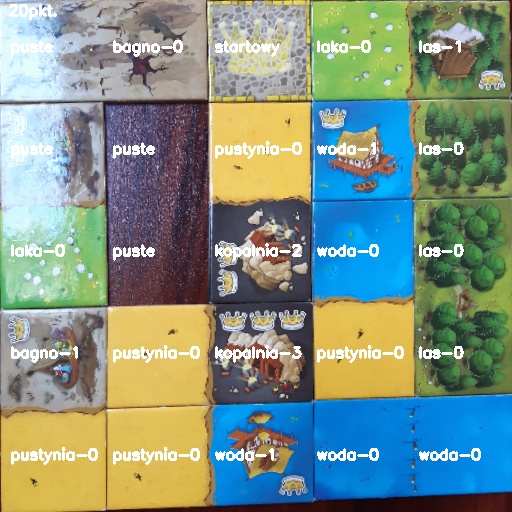 20pkt.
puste bagno-0 startowy laka-0 las-1
puste puste pustynia-0 woda-1 las-0
laka-0 puste kopalnia-2 woda-0 las-0
bagno-1 pustynia-0 kopalnia-3 pustynia-0 las-0
pustynia-0 pustynia-0 woda-1 woda-0 woda-0